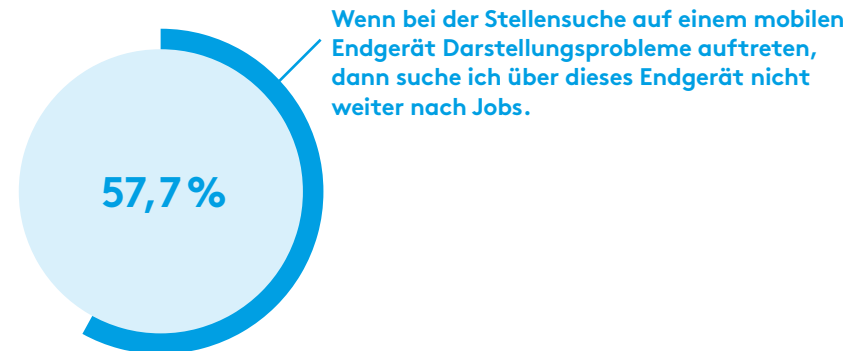 Wenn bei der Stellensuche auf einem mobilen
Endgerät Darstellungsprobleme auftreten,
dann suche ich über dieses Endgerät nicht
weiter nach Jobs.
57,7 %